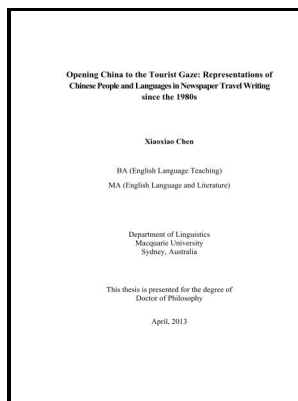 Opening China to the Tourist Gaze: Representations of
Chinese People and Languages in Newspaper Travel Writing
since the 1980s
Xiaoxiao Chen
BA (English Language Teaching)
MA (English Language and Literature)
Department of Linguistics
Macquarie University
Sydney, Australia
This thesis is presented for the degree of
Doctor of Philosophy
April, 2013